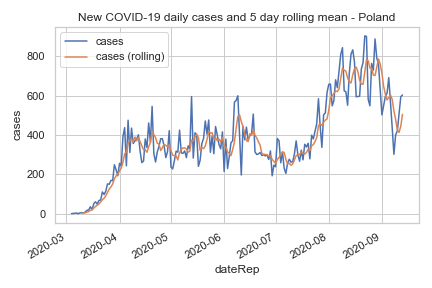 New COVID-19 daily cases and 5 day rolling mean - Poland
cases
cases (rolling)
800
600
400
200
0
cases
2020-03
2020-04
2020-05
2020-06
2020-07
2020-08
2020-09
dateRep